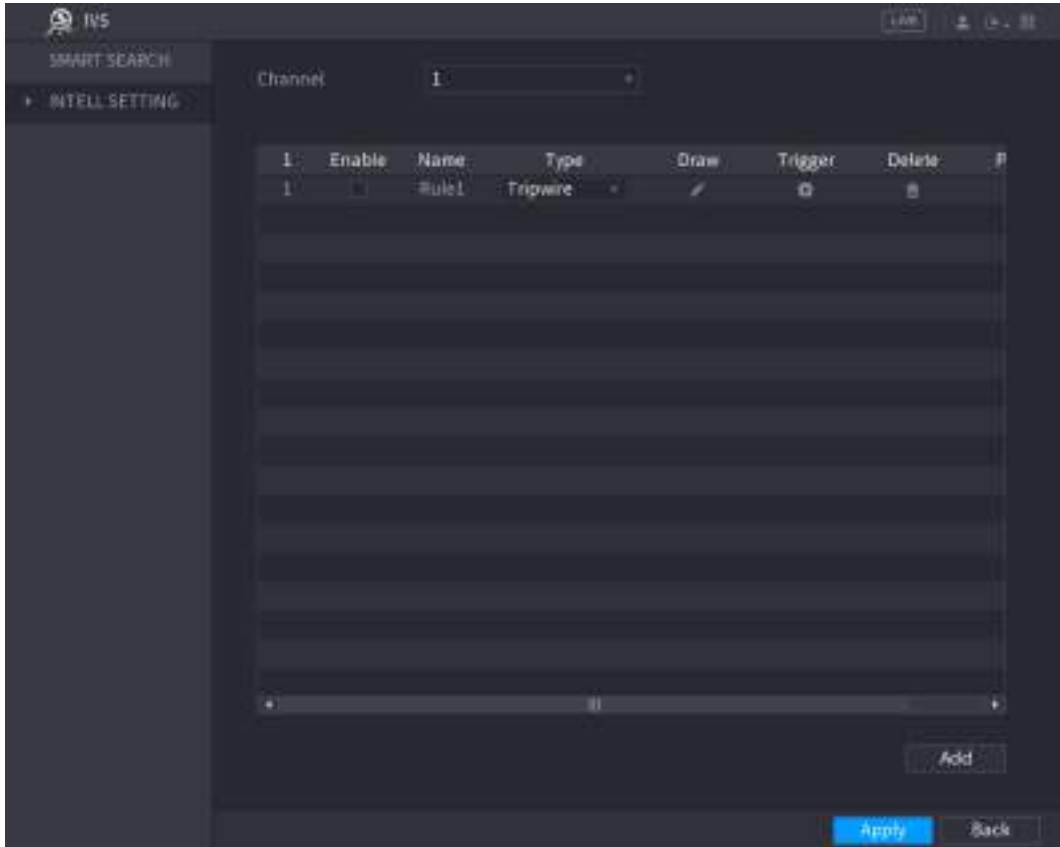 IVS
LIVE
SMART SEARCH
INTELL SETTING
Channel 1
1 Enable Name Type Draw Trigger Delete P
1 Rule1 Tripwire
Add
Apply Back